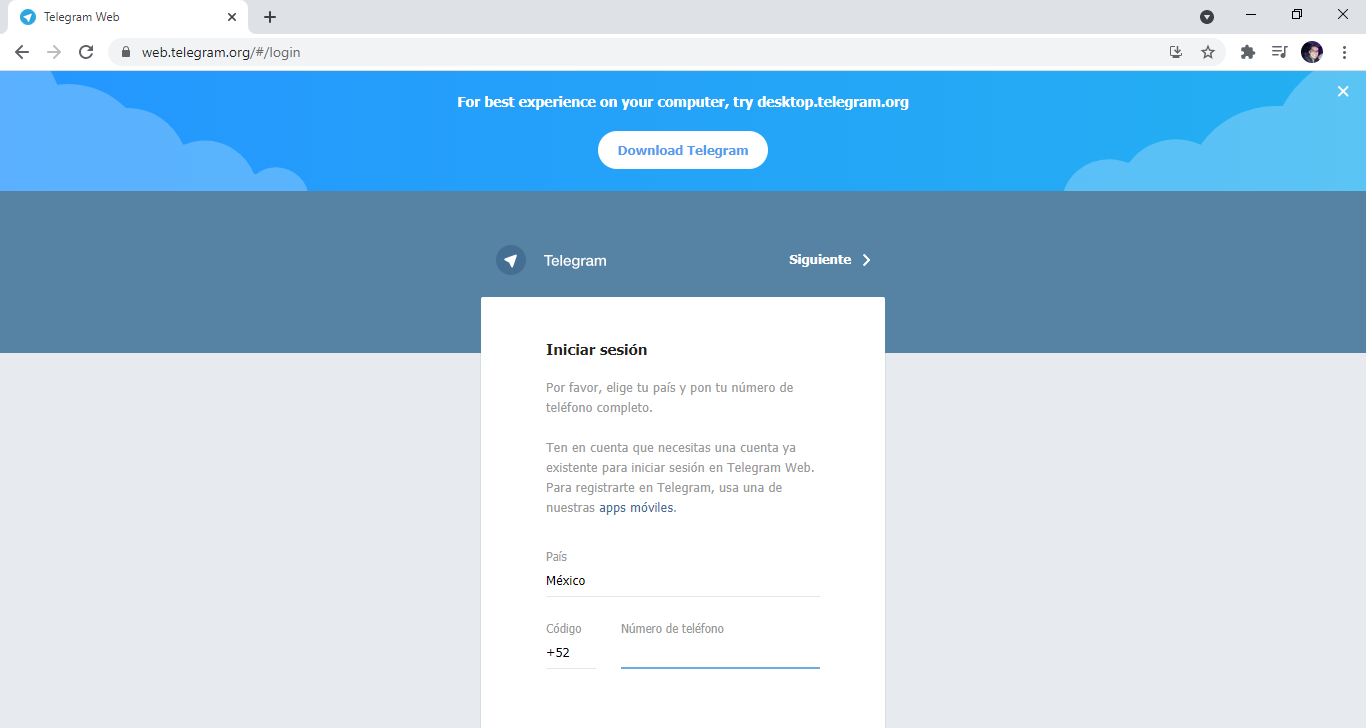 Telegram Web
web.telegram.org/#/login
For best experience on your computer, try desktop.telegram.org
Download Telegram
Telegram
Siguiente
Iniciar sesión
Por favor, elige tu país y pon tu número de
teléfono completo.
Ten en cuenta que necesitas una cuenta ya
existente para iniciar sesión en Telegram Web.
Para registrarte en Telegram, usa una de
nuestras apps móviles.
País
México
Código
Número de teléfono
+52